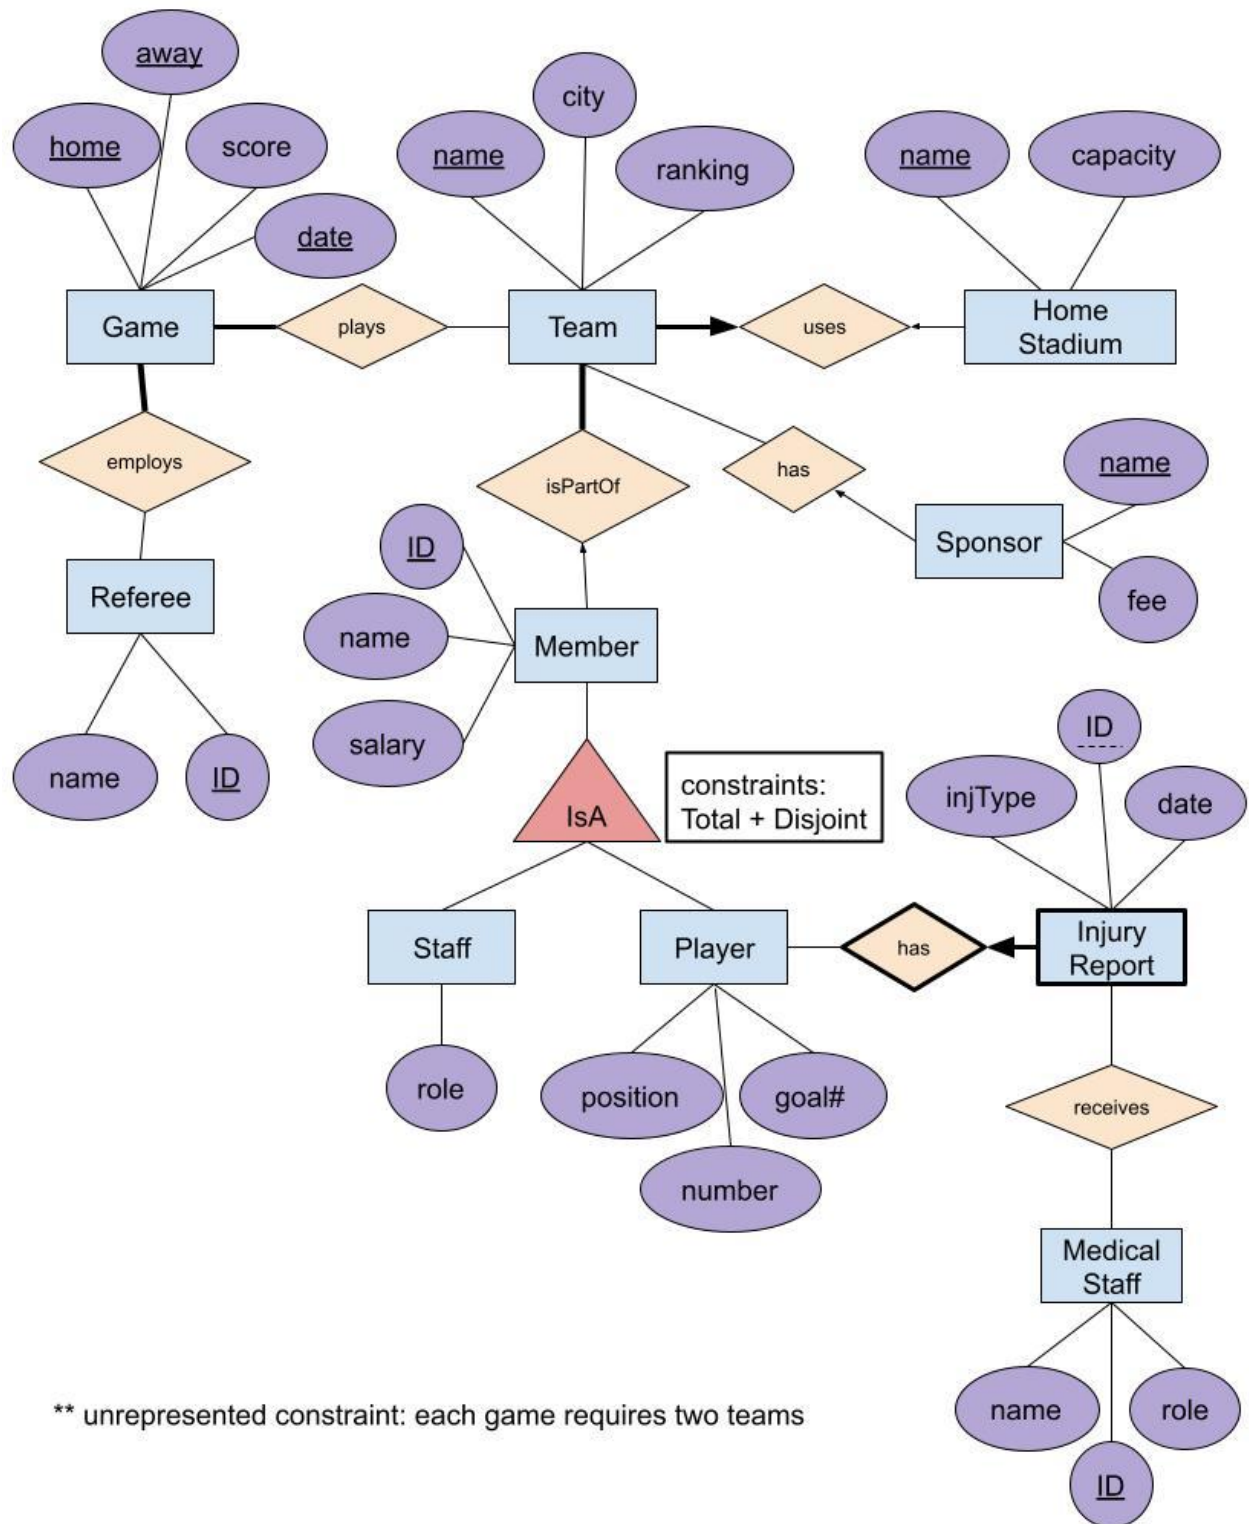 away
city
home
score
name
ranking
name
capacity
date
Game
plays
Team
uses
Home
Stadium
employs
isPartOf
has
name
Sponsor
fee
ID
Referee
name
Member
salary
name
ID
IsA
constraints:
Total + Disjoint
ID
injType
date
Staff
Player
has
Injury
Report
role
position
goal#
number
receives
Medical
Staff
name
role
ID
** unrepresented constraint: each game requires two teams